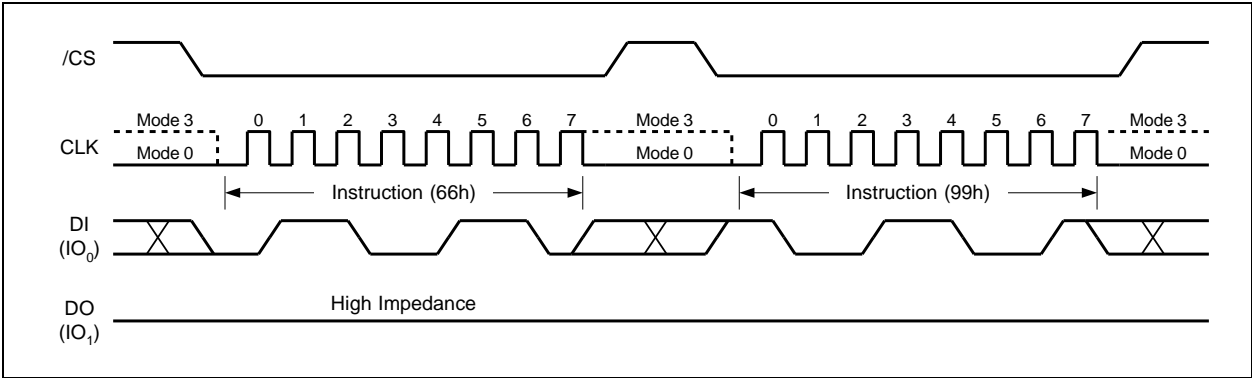 /CS
Mode 3 0 1 2 3 4 5 6 7 Mode 3 0 1 2 3 4 5 6 7 Mode 3
CLK
Mode 0 Mode 0 Mode 0
Instruction (66h) Instruction (99h)
DI
(IO₀)
High Impedance
DO
(IO₁)